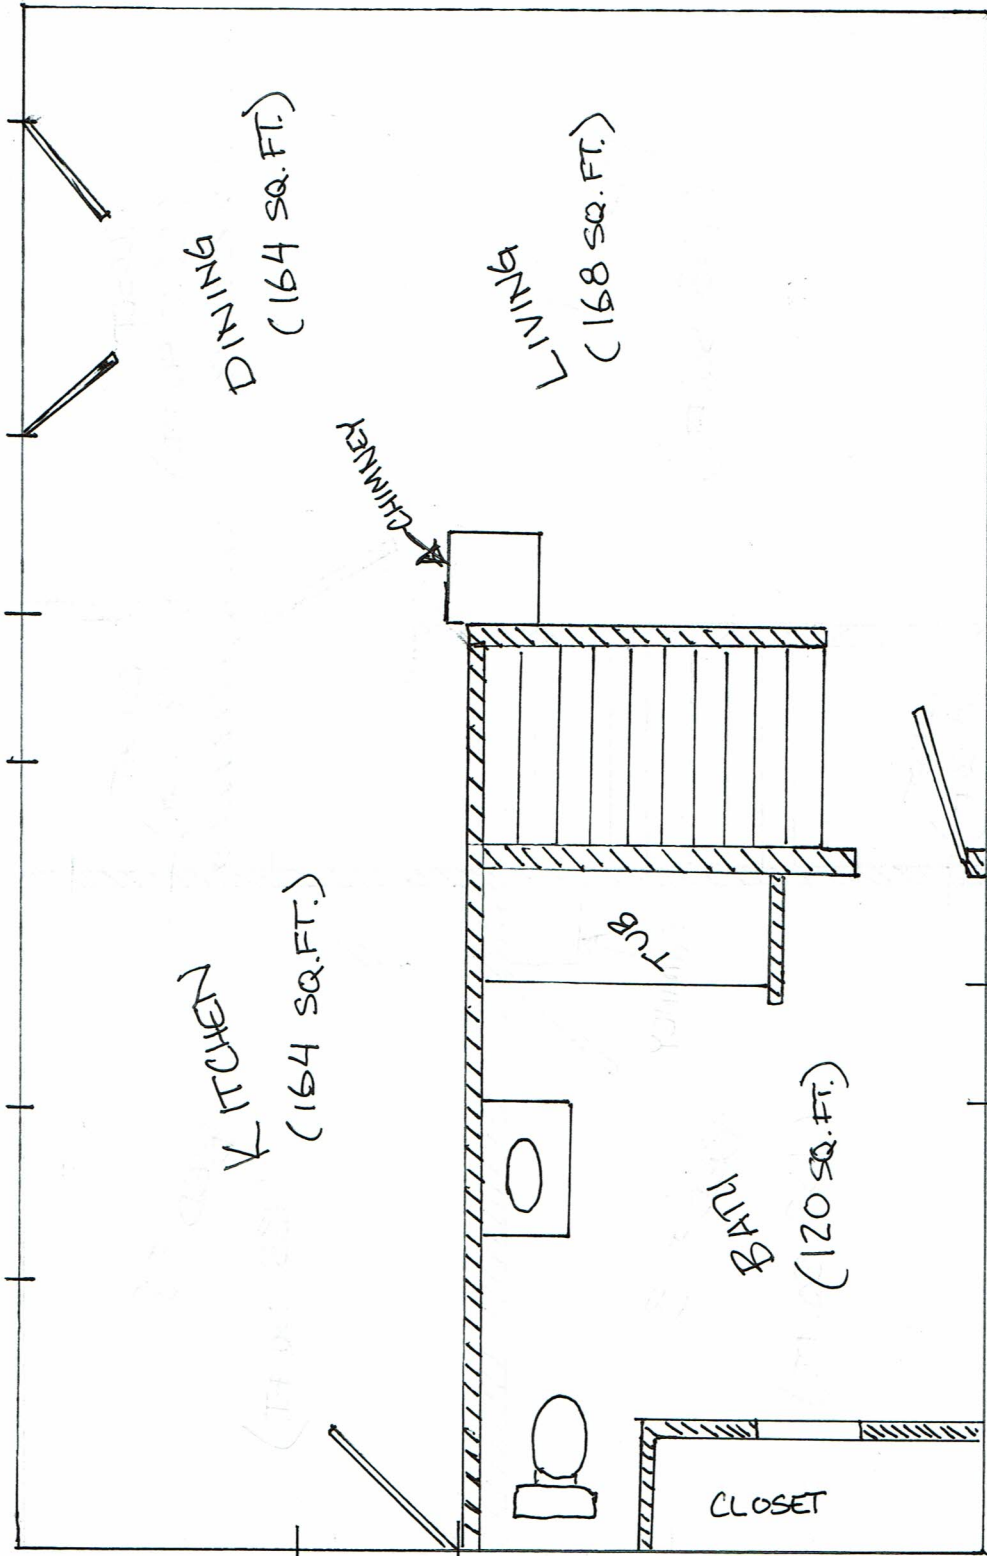 DINING
(164 SQ.FT.)
LIVING
(168 SQ.FT.)
CHIMNEY
KITCHEN
(164 SQ.FT.)
TUB
BATH
(120 SQ.FT.)
CLOSET